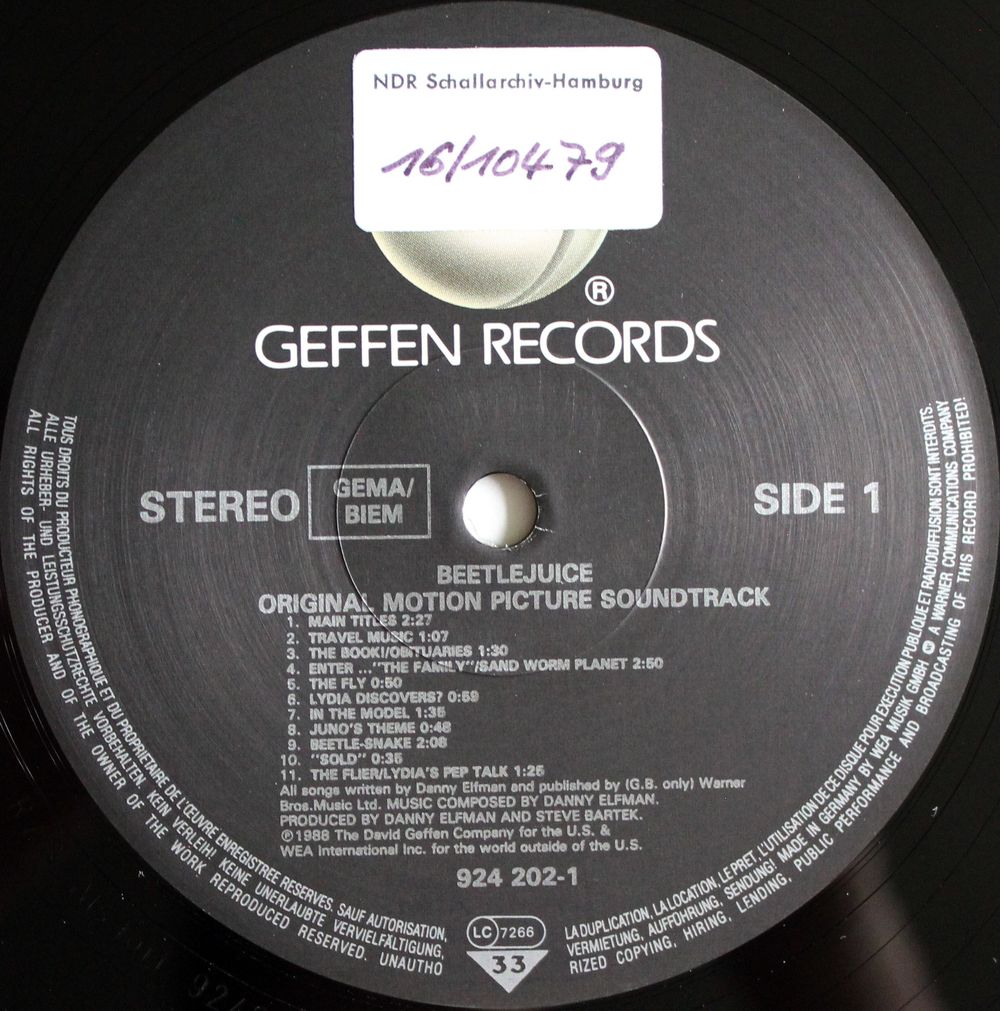 NDR Schallarchiv-Hamburg
16/10479
®
GEFFEN RECORDS
STEREO
GEMA/
BIEM
SIDE 1
BEETLEJUICE
ORIGINAL MOTION PICTURE SOUNDTRACK
1. MAIN TITLES 2:27
2. TRAVEL MUSIC 1:07
3. THE BOOK!/OBITUARIES 1:30
4. ENTER ..."THE FAMILY"/SAND WORM PLANET 2:50
5. THE FLY 0:50
6. LYDIA DISCOVERS? 0:59
7. IN THE MODEL 1:35
8. JUNO'S THEME 0:48
9. BEETLE-SNAKE 2:08
10. "SOLD" 0:35
11. THE FLIER/LYDIA'S PEP TALK 1:25
All songs written by Danny Elfman and published by (G.B. only) Warner
Bros.Music Ltd. MUSIC COMPOSED BY DANNY ELFMAN.
PRODUCED BY DANNY ELFMAN AND STEVE BARTEK.
℗1988 The David Geffen Company for the U.S. &
WEA International Inc. for the world outside of the U.S.
924 202-1
LC 7266
33
TOUS DROITS DU PRODUCTEUR PHONOGRAPHIQUE ET DU PROPRIETAIRE DE L'ŒUVRE ENREGISTREE RESERVES. SAUF AUTORISATION,
LA DUPLICATION, LA LOCATION, LE PRET, L'UTILISATION DE CE DISQUE POUR EXECUTION PUBLIQUE ET RADIODIFFUSION SONT INTERDITS.
ALLE URHEBER- UND LEISTUNGSSCHUTZRECHTE VORBEHALTEN. KEIN VERLEIH! KEINE UNERLAUBTE VERVIELFÄLTIGUNG,
VERMIETUNG, AUFFÜHRUNG, SENDUNG! MADE IN GERMANY BY WEA MUSIK GMBH A WARNER COMMUNICATIONS COMPANY
ALL RIGHTS OF THE PRODUCER AND OF THE OWNER OF THE WORK REPRODUCED RESERVED. UNAUTHO
RIZED COPYING, HIRING, LENDING, PUBLIC PERFORMANCE AND BROADCASTING OF THIS RECORD PROHIBITED!